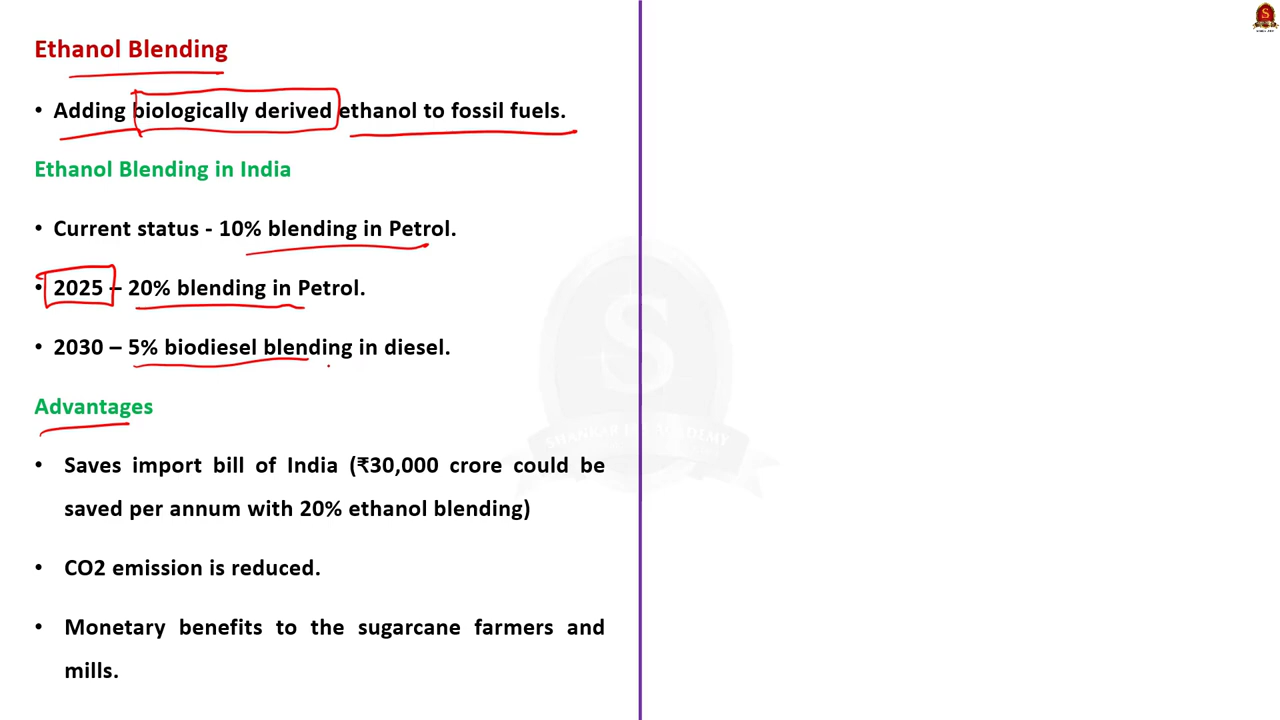 Ethanol Blending
• Adding biologically derived ethanol to fossil fuels.
Ethanol Blending in India
• Current status - 10% blending in Petrol.
• 2025 – 20% blending in Petrol.
• 2030 – 5% biodiesel blending in diesel.
Advantages
• Saves import bill of India (₹30,000 crore could be
saved per annum with 20% ethanol blending)
• CO2 emission is reduced.
• Monetary benefits to the sugarcane farmers and
mills.
S
SHANKAR IAS ACADEMY
S